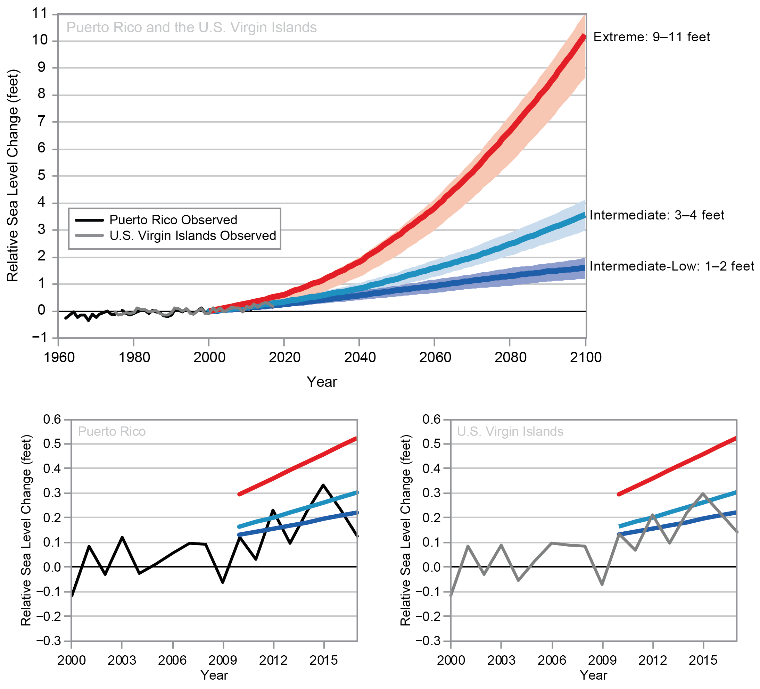 11
Puerto Rico and the U.S. Virgin Islands
10
9
8
7
6
5
4
3
2
1
0
−1
Relative Sea Level Change (feet)
Extreme: 9–11 feet
Intermediate: 3–4 feet
Intermediate-Low: 1–2 feet
Puerto Rico Observed
U.S. Virgin Islands Observed
1960 1980 2000 2020 2040 2060 2080 2100
Year
0.6
Puerto Rico
0.5
0.4
0.3
0.2
0.1
0.0
−0.1
−0.2
−0.3
Relative Sea Level Change (feet)
2000 2003 2006 2009 2012 2015
Year
0.6
U.S. Virgin Islands
0.5
0.4
0.3
0.2
0.1
0.0
−0.1
−0.2
−0.3
Relative Sea Level Change (feet)
2000 2003 2006 2009 2012 2015
Year